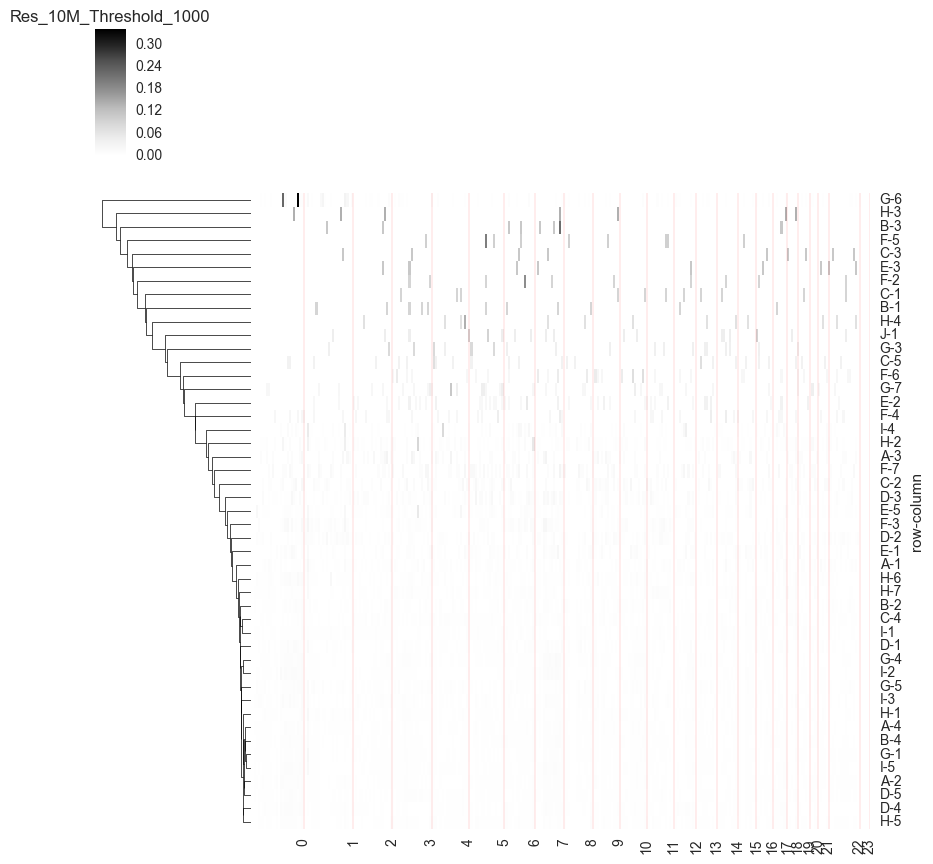 Res_10M_Threshold_1000
0.30
0.24
0.18
0.12
0.06
0.00
G-6
H-3
B-3
F-5
C-3
E-3
F-2
C-1
B-1
H-4
J-1
G-3
C-5
F-6
G-7
E-2
F-4
I-4
H-2
A-3
F-7
C-2
D-3
E-5
F-3
D-2
E-1
A-1
H-6
H-7
B-2
C-4
I-1
D-1
G-4
I-2
G-5
I-3
H-1
A-4
B-4
G-1
I-5
A-2
D-5
D-4
H-5
row-column
0 1 2 3 4 5 6 7 8 9 10 11 12 13 14 15 16 17 18 19 20 21 22 23